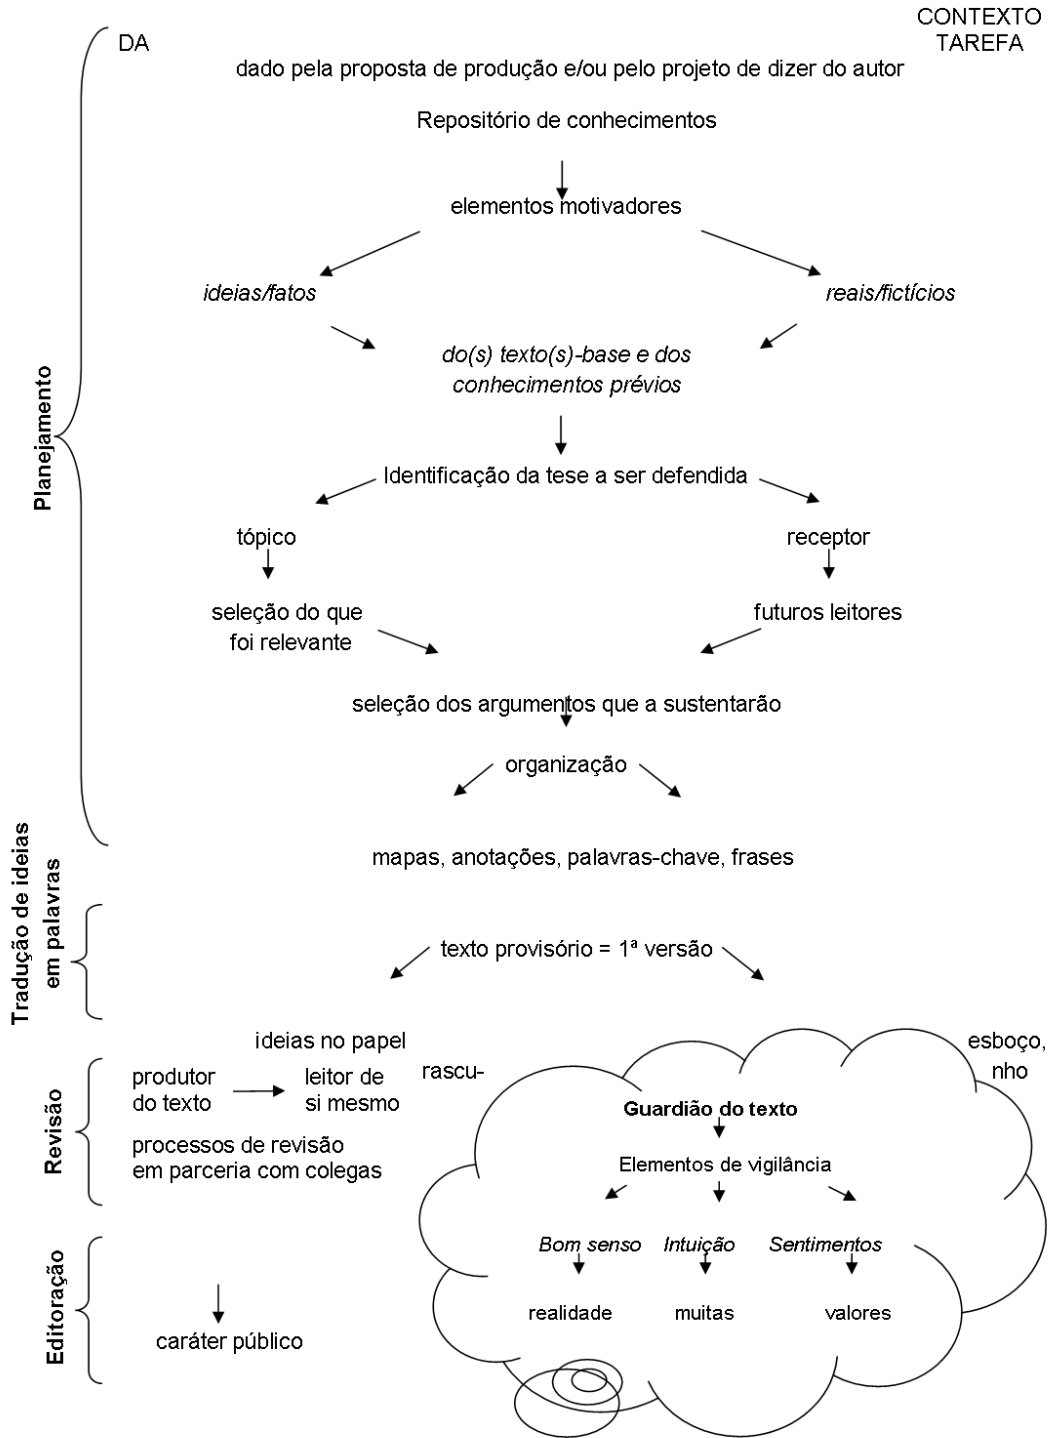 CONTEXTO
DA TAREFA
dado pela proposta de produção e/ou pelo projeto de dizer do autor
Repositório de conhecimentos
elementos motivadores
ideias/fatos
reais/fictícios
do(s) texto(s)-base e dos
conhecimentos prévios
Identificação da tese a ser defendida
tópico
receptor
seleção do que
foi relevante
futuros leitores
seleção dos argumentos que a sustentarão
organização
mapas, anotações, palavras-chave, frases
Planejamento
texto provisório = 1ª versão
Tradução de ideias
em palavras
ideias no papel
esboço,
rascu-
nho
produtor
do texto
leitor de
si mesmo
processos de revisão
em parceria com colegas
Revisão
Guardião do texto
Elementos de vigilância
Bom senso
Intuição
Sentimentos
realidade
muitas
valores
Editoração
caráter público